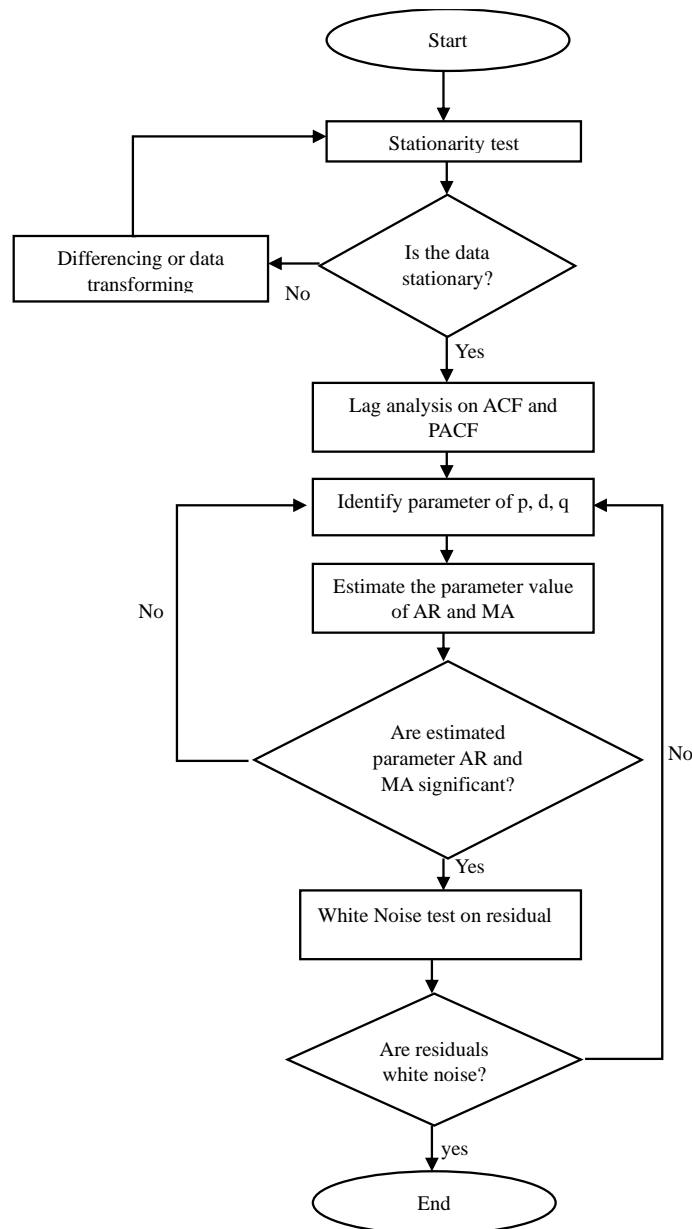 Start
Stationarity test
Is the data
stationary?
Differencing or data
transforming
No
Yes
Lag analysis on ACF and
PACF
Identify parameter of p, d, q
Estimate the parameter value
of AR and MA
No
Are estimated
parameter AR and
MA significant?
No
Yes
White Noise test on residual
Are residuals
white noise?
yes
End